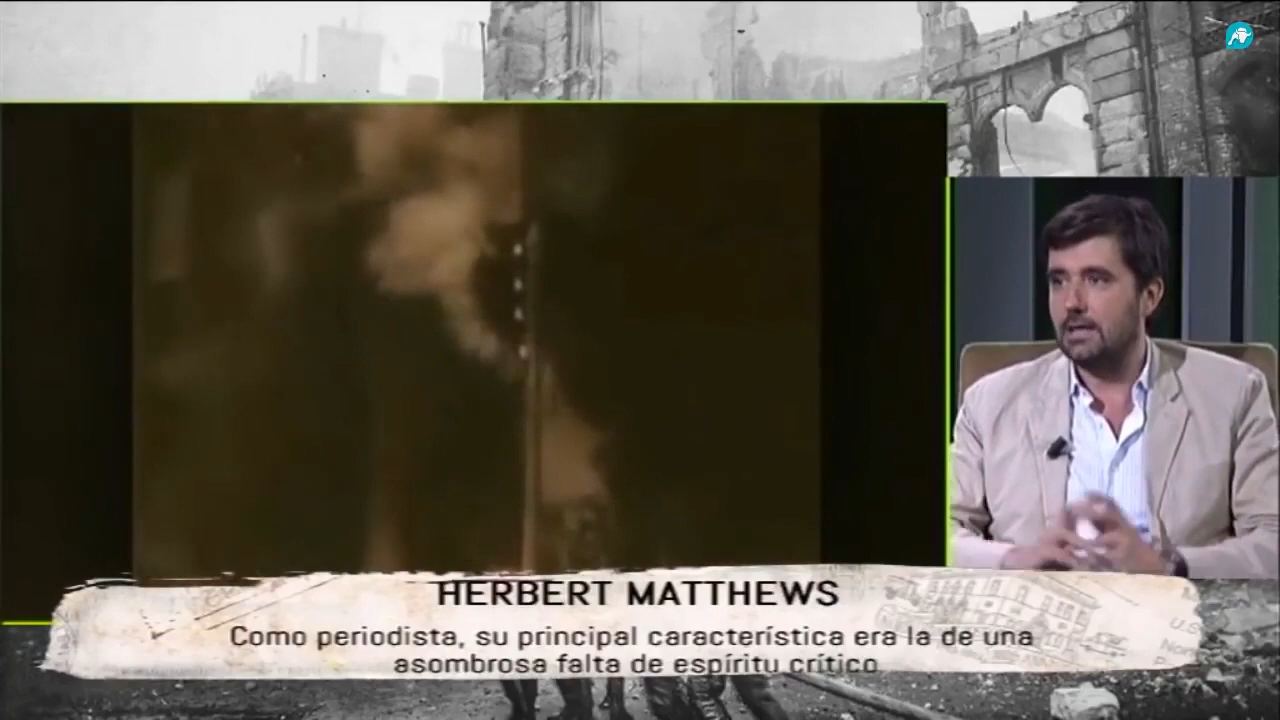 HERBERT MATTHEWS
Como periodista, su principal característica era la de una
asombrosa falta de espíritu crítico